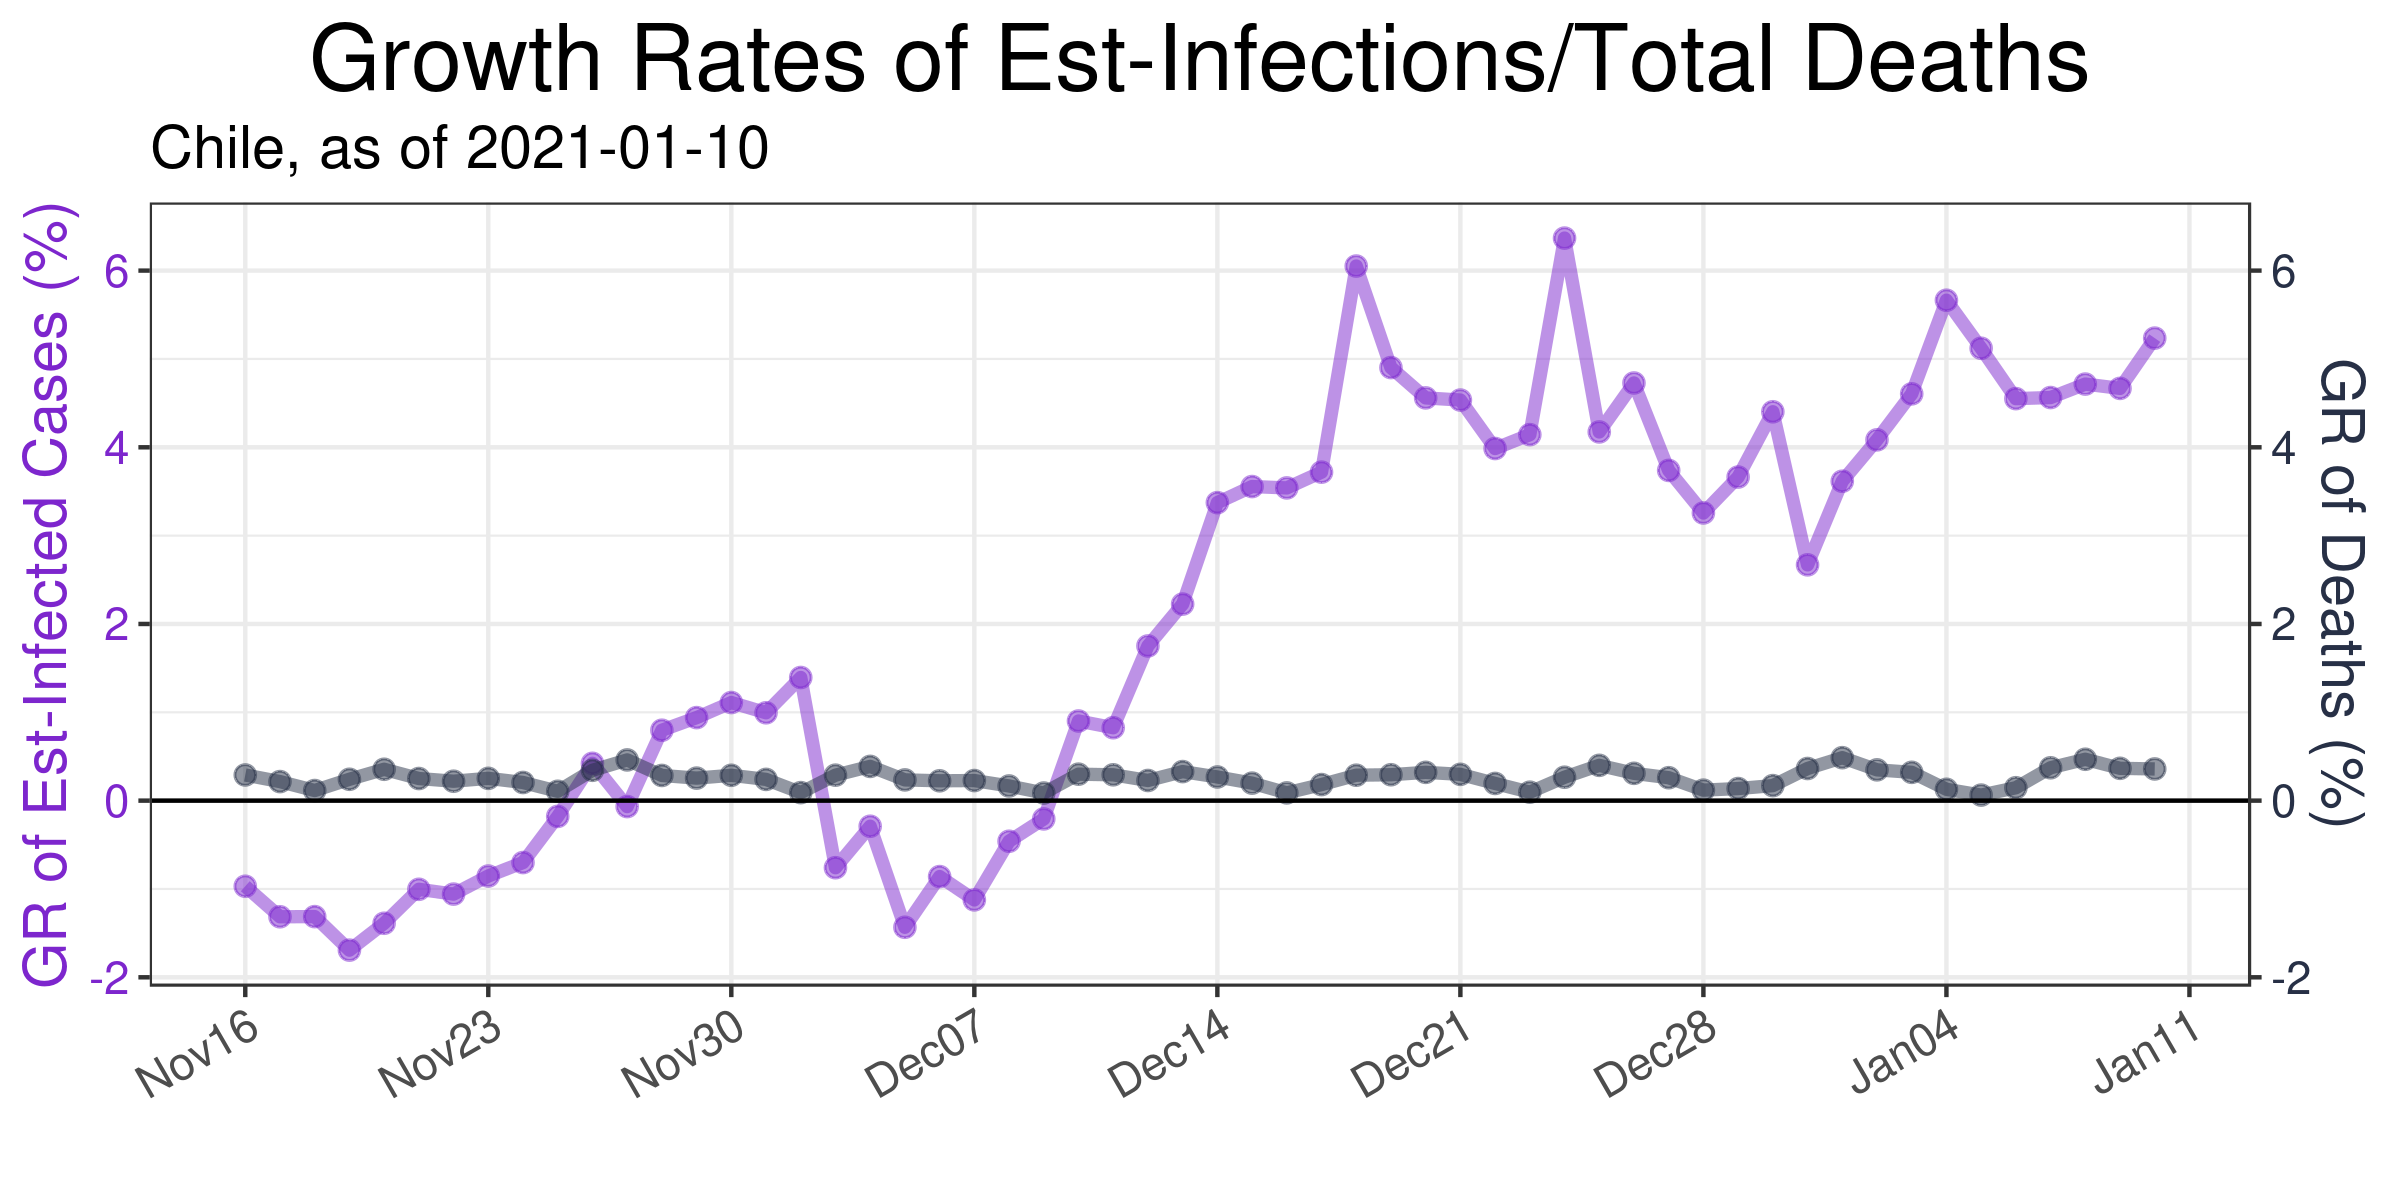 Growth Rates of Est-Infections/Total Deaths
Chile, as of 2021-01-10
GR of Est-Infected Cases (%)
6
4
2
0
-2
6
4
2
0
-2
GR of Deaths (%)
Nov16
Nov23
Nov30
Dec07
Dec14
Dec21
Dec28
Jan04
Jan11